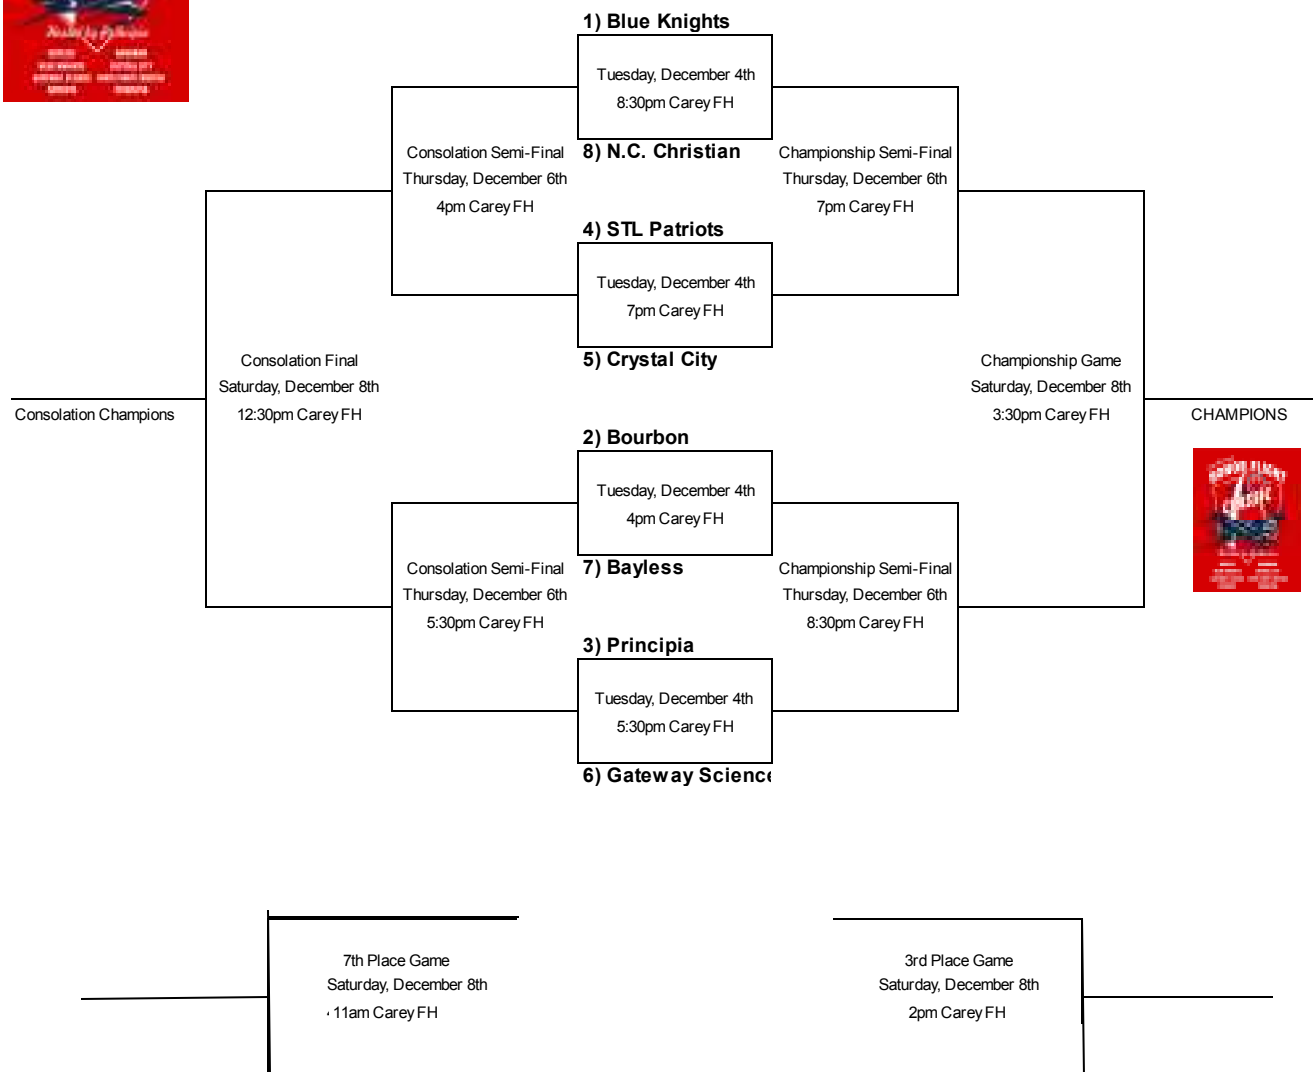 Hosted by Principia
1) Blue Knights
Tuesday, December 4th
8:30pm Carey FH
8) N.C. Christian
Consolation Semi-Final
Thursday, December 6th
4pm Carey FH
Championship Semi-Final
Thursday, December 6th
7pm Carey FH
4) STL Patriots
Tuesday, December 4th
7pm Carey FH
5) Crystal City
Consolation Final
Saturday, December 8th
12:30pm Carey FH
Consolation Champions
Championship Game
Saturday, December 8th
3:30pm Carey FH
CHAMPIONS
2) Bourbon
Tuesday, December 4th
4pm Carey FH
7) Bayless
Consolation Semi-Final
Thursday, December 6th
5:30pm Carey FH
Championship Semi-Final
Thursday, December 6th
8:30pm Carey FH
HONOR FLIGHT
Classic
3) Principia
Tuesday, December 4th
5:30pm Carey FH
6) Gateway Science
7th Place Game
Saturday, December 8th
11am Carey FH
3rd Place Game
Saturday, December 8th
2pm Carey FH